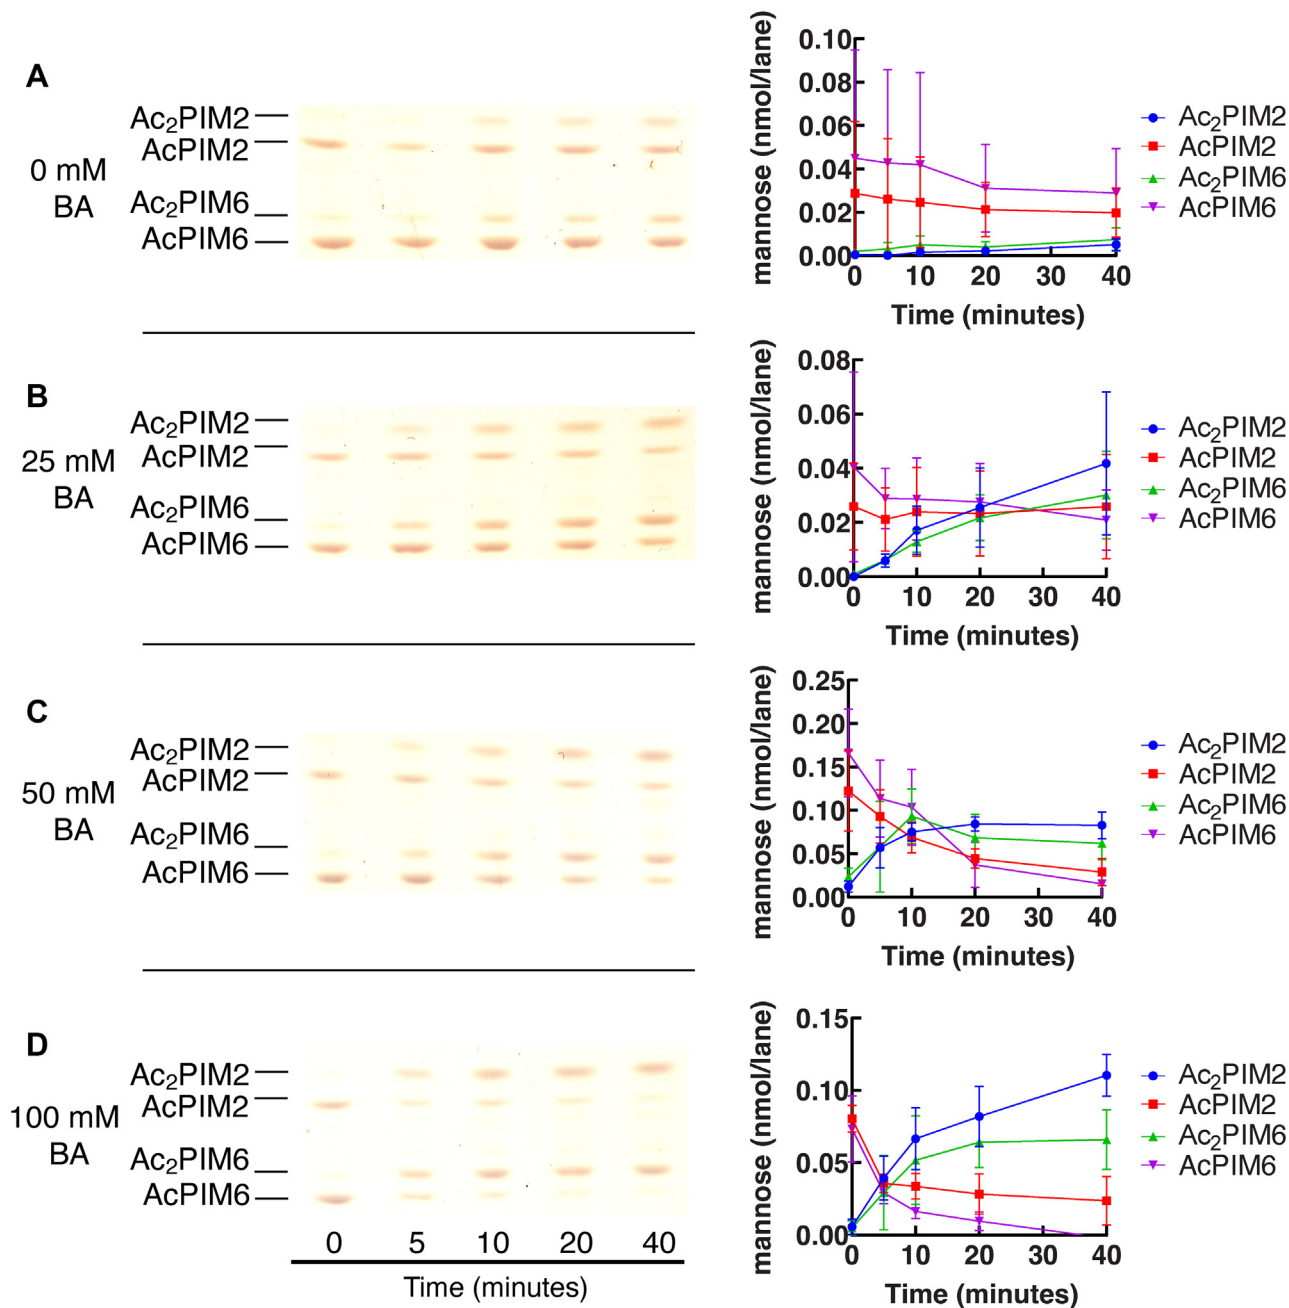 A
Ac₂PIM2
AcPIM2
0 mM
BA
Ac₂PIM6
AcPIM6
mannose (nmol/lane)
0.10
0.08
0.06
0.04
0.02
0.00
0 10 20 30 40
Time (minutes)
Ac₂PIM2
AcPIM2
Ac₂PIM6
AcPIM6
B
Ac₂PIM2
AcPIM2
25 mM
BA
Ac₂PIM6
AcPIM6
mannose (nmol/lane)
0.08
0.06
0.04
0.02
0.00
0 10 20 30 40
Time (minutes)
Ac₂PIM2
AcPIM2
Ac₂PIM6
AcPIM6
C
Ac₂PIM2
AcPIM2
50 mM
BA
Ac₂PIM6
AcPIM6
mannose (nmol/lane)
0.25
0.20
0.15
0.10
0.05
0.00
0 10 20 30 40
Time (minutes)
Ac₂PIM2
AcPIM2
Ac₂PIM6
AcPIM6
D
Ac₂PIM2
AcPIM2
100 mM
BA
Ac₂PIM6
AcPIM6
0 5 10 20 40
Time (minutes)
mannose (nmol/lane)
0.15
0.10
0.05
0.00
0 10 20 30 40
Time (minutes)
Ac₂PIM2
AcPIM2
Ac₂PIM6
AcPIM6